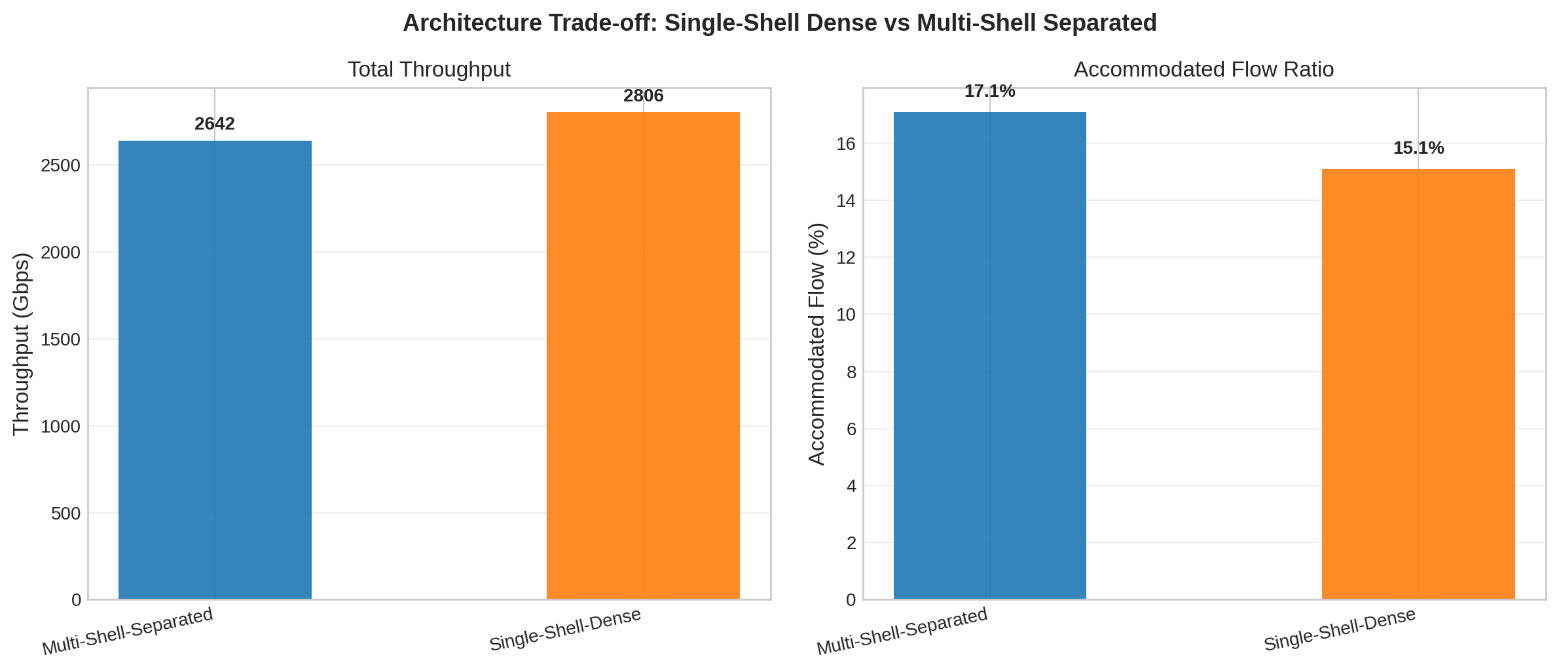 Architecture Trade-off: Single-Shell Dense vs Multi-Shell Separated
Total Throughput
Throughput (Gbps)
2500
2000
1500
1000
500
0
2642
2806
Multi-Shell-Separated
Single-Shell-Dense
Accommodated Flow Ratio
Accommodated Flow (%)
16
14
12
10
8
6
4
2
0
17.1%
15.1%
Multi-Shell-Separated
Single-Shell-Dense